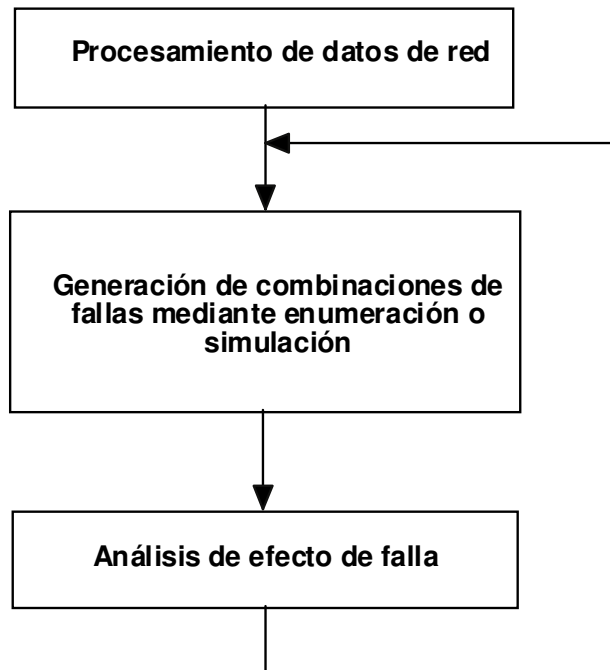 Procesamiento de datos de red
Generación de combinaciones de
fallas mediante enumeración o
simulación
Análisis de efecto de falla